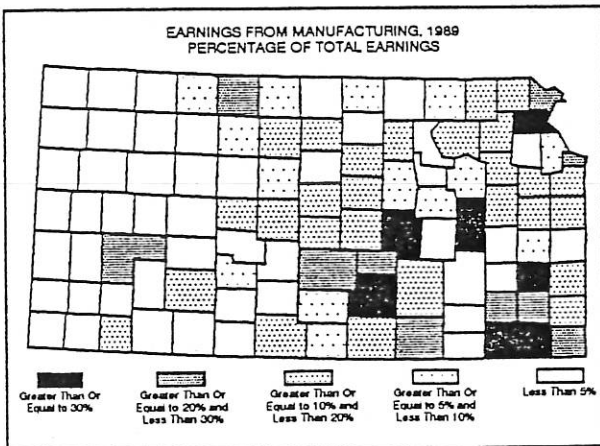 EARNINGS FROM MANUFACTURING, 1989
PERCENTAGE OF TOTAL EARNINGS
Greater Than Or
Equal to 30%
Greater Than Or
Equal to 20% and
Less Than 30%
Greater Than Or
Equal to 10% and
Less Than 20%
Greater Than Or
Equal to 5% and
Less Than 10%
Less Than 5%